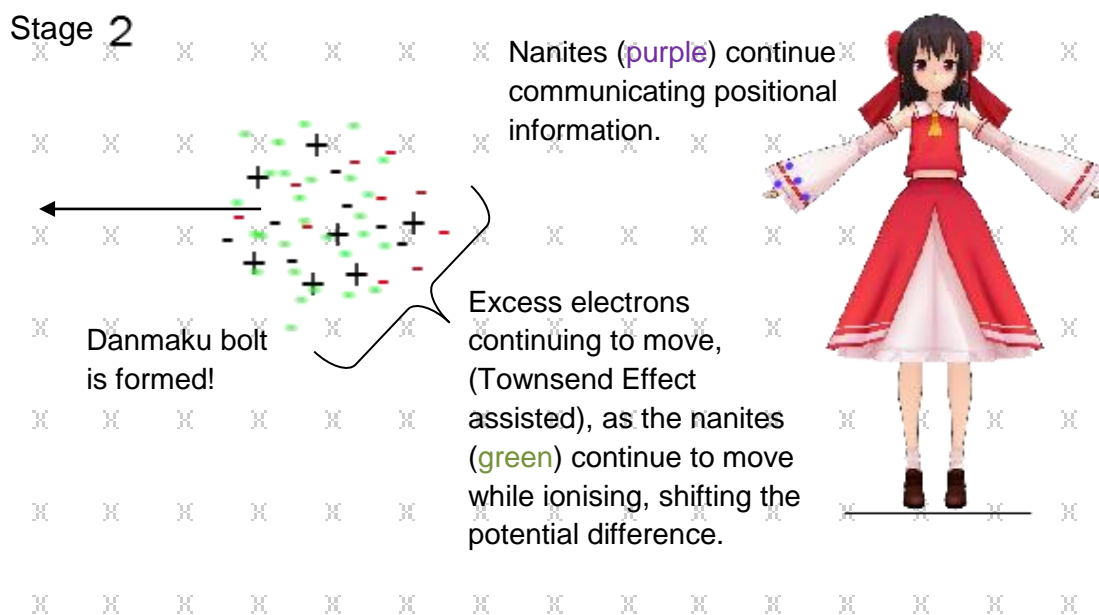 Stage 2
Nanites (purple) continue
communicating positional
information.
Danmaku bolt
is formed!
Excess electrons
continuing to move,
(Townsend Effect
assisted), as the nanites
(green) continue to move
while ionising, shifting the
potential difference.